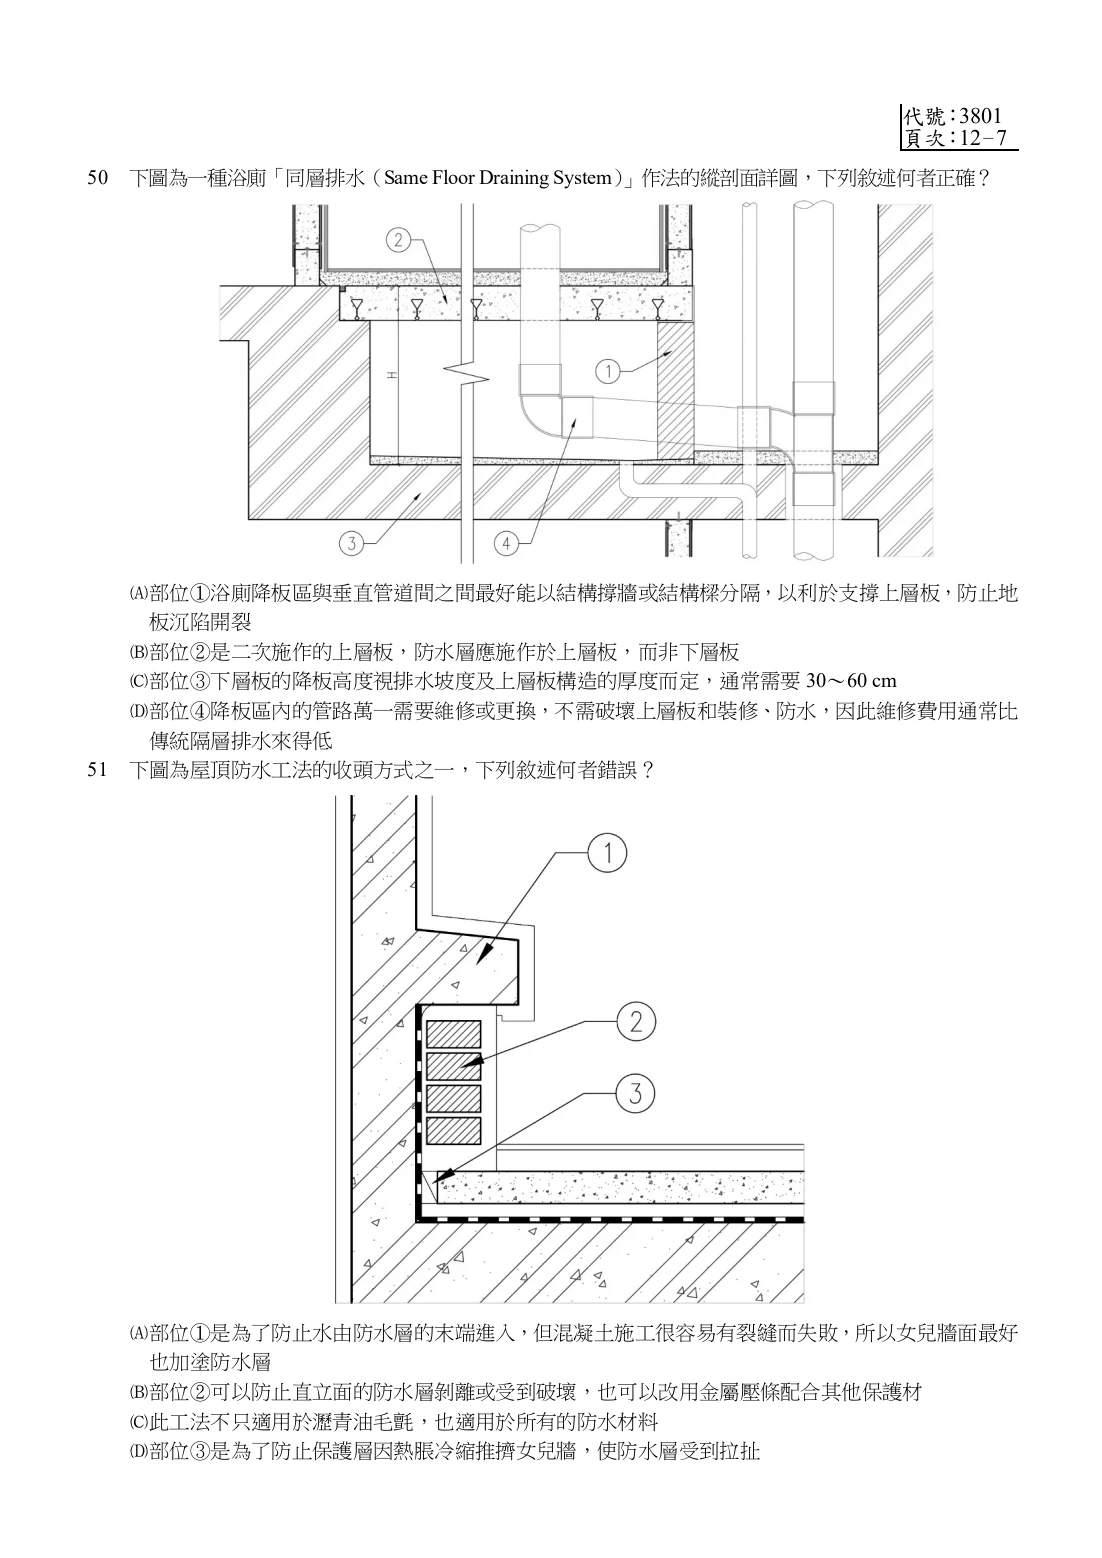 代號：3801
頁次：12－7
50 下圖為一種浴廁「同層排水（Same Floor Draining System）」作法的縱剖面詳圖，下列敘述何者正確？
②
①
H
③
④
(A)部位①浴廁降板區與垂直管道間之間最好能以結構撐牆或結構樑分隔，以利於支撐上層板，防止地
板沉陷開裂
(B)部位②是二次施作的上層板，防水層應施作於上層板，而非下層板
(C)部位③下層板的降板高度視排水坡度及上層板構造的厚度而定，通常需要 30～60 cm
(D)部位④降板區內的管路萬一需要維修或更換，不需破壞上層板和裝修、防水，因此維修費用通常比
傳統隔層排水來得低
51 下圖為屋頂防水工法的收頭方式之一，下列敘述何者錯誤？
①
②
③
(A)部位①是為了防止水由防水層的末端進入，但混凝土施工很容易有裂縫而失敗，所以女兒牆面最好
也加塗防水層
(B)部位②可以防止直立面的防水層剝離或受到破壞，也可以改用金屬壓條配合其他保護材
(C)此工法不只適用於瀝青油毛氈，也適用於所有的防水材料
(D)部位③是為了防止保護層因熱脹冷縮推擠女兒牆，使防水層受到拉扯